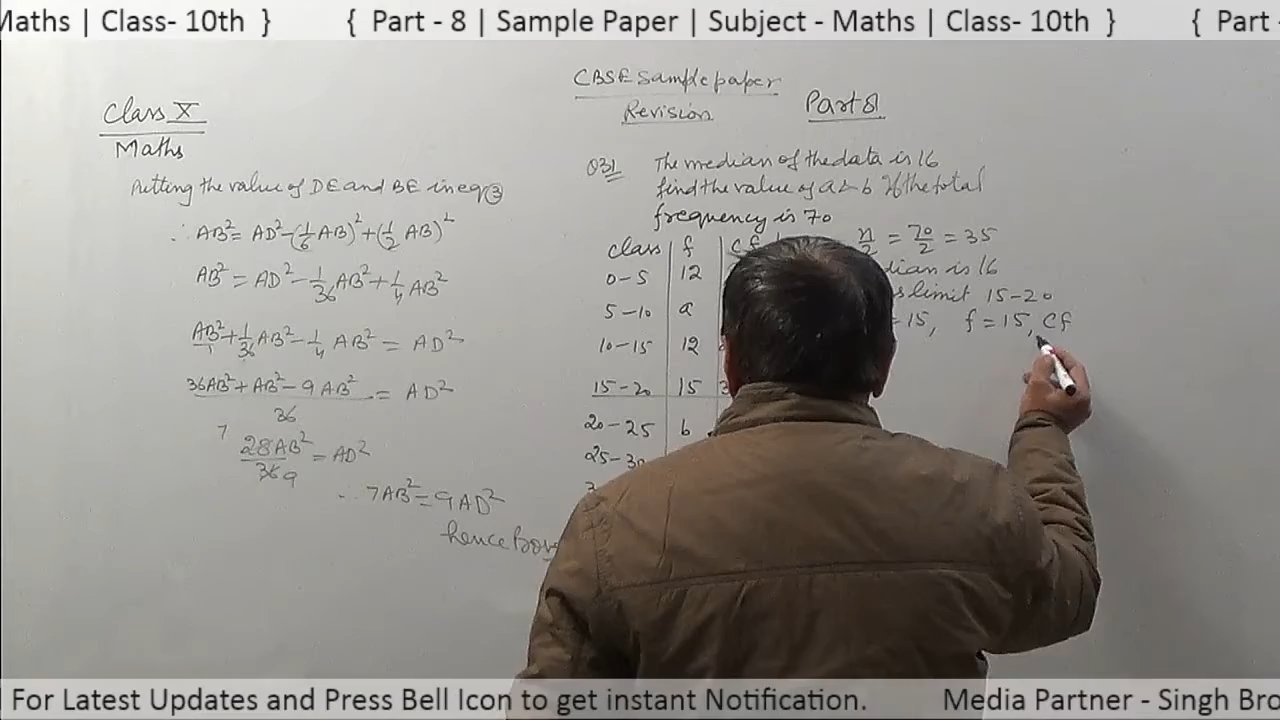 Maths | Class- 10th } { Part - 8 | Sample Paper | Subject - Maths | Class- 10th } { Part
Class X
Maths
Putting the value of DE and BE in eq ③
∴ AB² = AD² - (1/6 AB)² + (1/2 AB)²
AB² = AD² - 1/36 AB² + 1/4 AB²
AB²/1 + 1/36 AB² - 1/4 AB² = AD²
36AB² + AB² - 9AB² / 36 = AD²
7 28AB² / 36 9 = AD²
∴ 7AB² = 9AD²
hence
CBSE Sample paper
Revision
Part 8
Q31 The median of the data is 16
find the value of a & b If the total
frequency is 70
class f Cf
0-5 12
5-10 a
10-15 12
15-20 15
20-25 b
25-30
n/2 = 70/2 = 35
is 16
limit 15-20
= 15, f = 15, Cf
For Latest Updates and Press Bell Icon to get instant Notification. Media Partner - Singh Bro